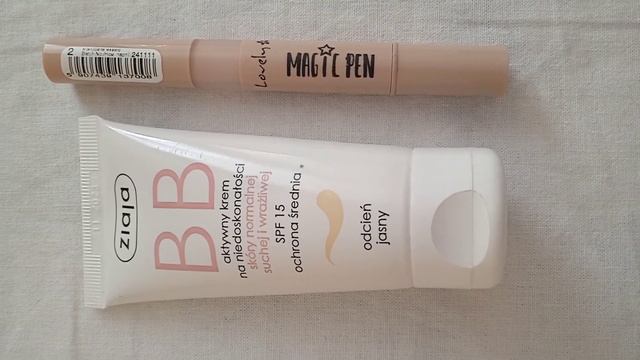 Lovely
MAGIC PEN
2
241111
ziaja
BB
aktywny krem
na niedoskonałości
skóry normalnej
suchej i wrażliwej
SPF 15
ochrona średnia *
odcień
jasny